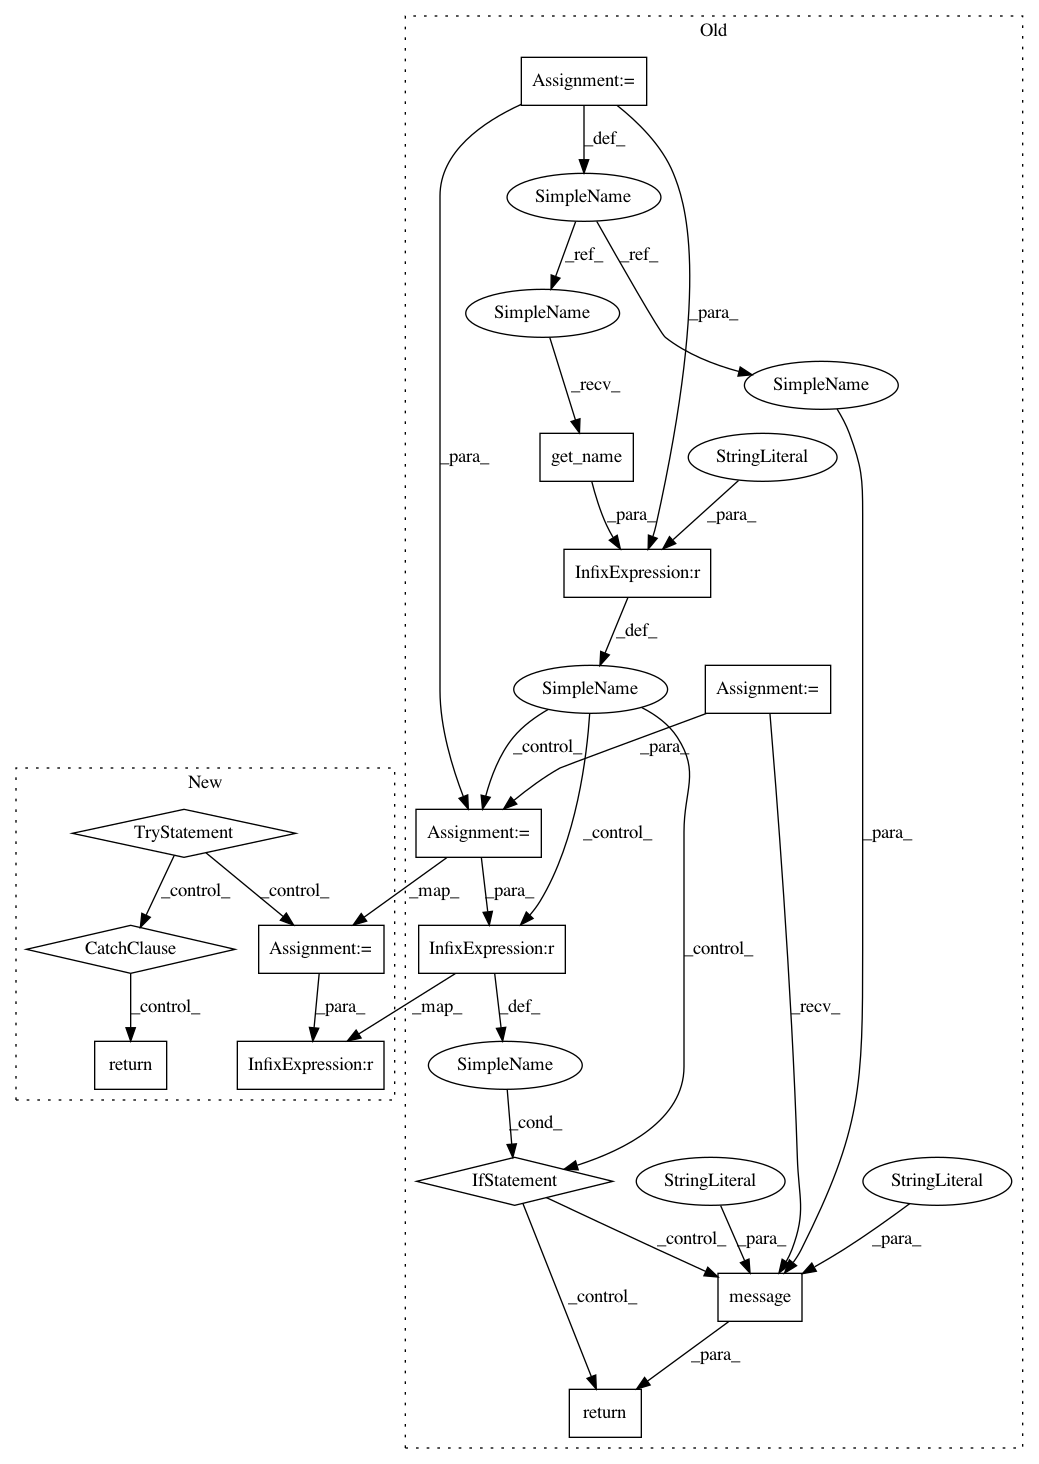 Old
Assignment:=
_def_
SimpleName
_ref_
_ref_
SimpleName
_para_
SimpleName
_recv_
_para_
get_name
StringLiteral
_para_
_para_
InfixExpression:r
_def_
SimpleName
Assignment:=
_control_
_para_
New
TryStatement
Assignment:=
_control_
_para_
_control_
_control_
_map_
_para_
CatchClause
Assignment:=
InfixExpression:r
_control_
_control_
_para_
_map_
_def_
_recv_
return
InfixExpression:r
SimpleName
_cond_
IfStatement
StringLiteral
StringLiteral
_control_
_para_
_para_
_control_
message
_para_
return